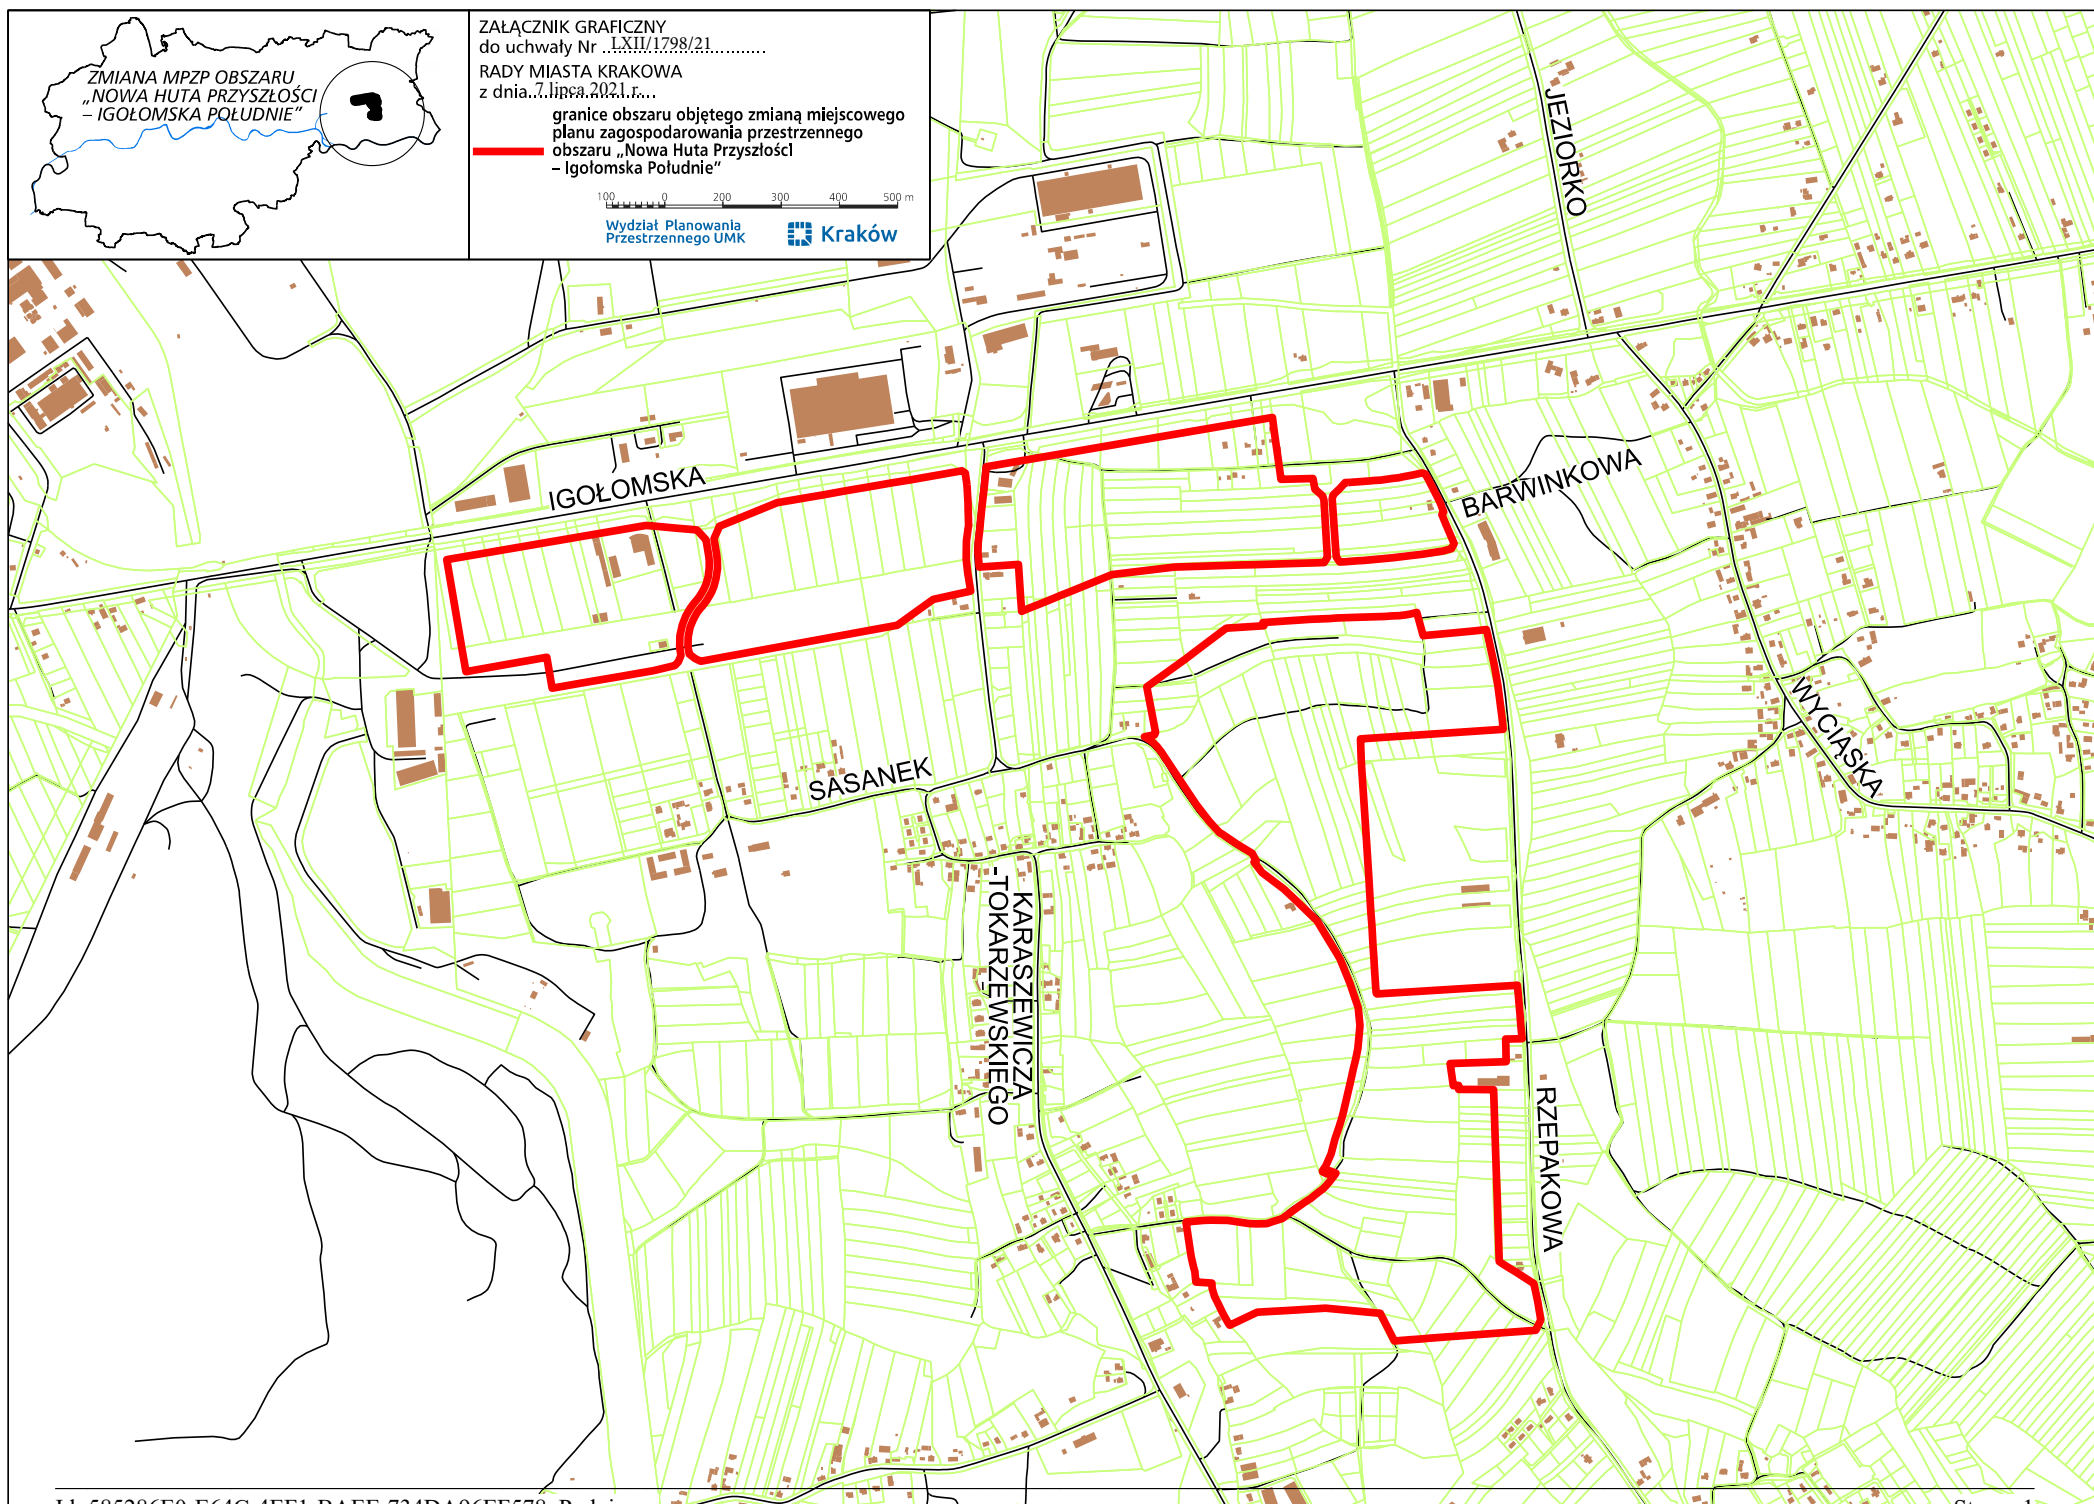 ZMIANA MPZP OBSZARU
„NOWA HUTA PRZYSZŁOŚCI
– IGOŁOMSKA POŁUDNIE”
ZAŁĄCZNIK GRAFICZNY
do uchwały Nr LXII/1798/21
RADY MIASTA KRAKOWA
z dnia 7 lipca 2021 r.
granice obszaru objętego zmianą miejscowego
planu zagospodarowania przestrzennego
obszaru „Nowa Huta Przyszłości
– Igołomska Południe”
100 0 200 300 400 500 m
Wydział Planowania
Przestrzennego UMK
Kraków
JEZIORKO
IGOŁOMSKA
BARWINKOWA
WYCIĄSKA
SASANEK
KARASZEWICZA
-TOKARZEWSKIEGO
RZEPAKOWA